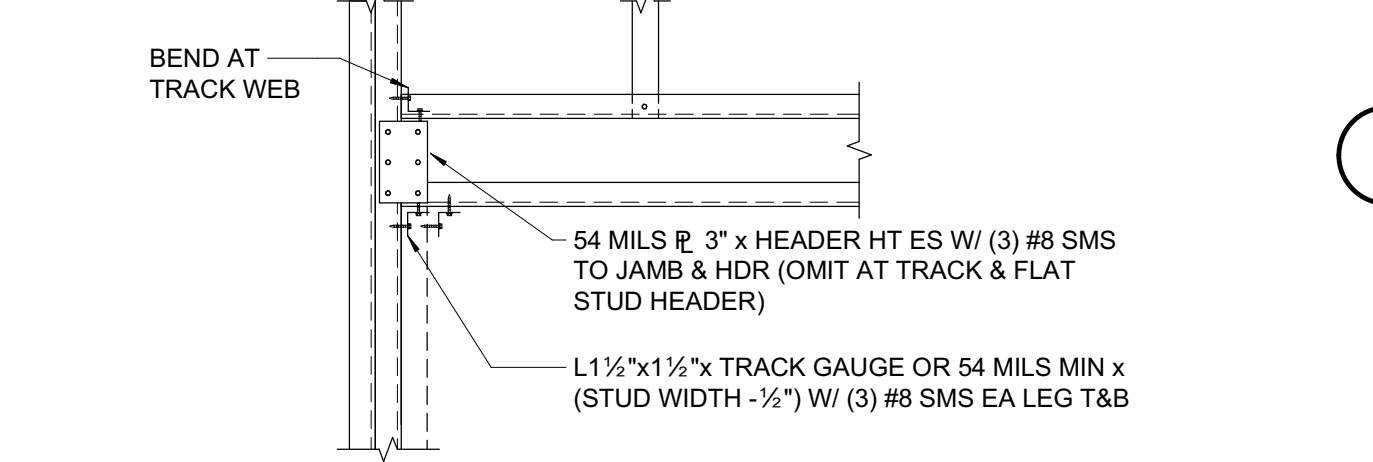 BEND AT
TRACK WEB
54 MILS ⅊ 3" x HEADER HT ES W/ (3) #8 SMS
TO JAMB & HDR (OMIT AT TRACK & FLAT
STUD HEADER)
L1½"x1½"x TRACK GAUGE OR 54 MILS MIN x
(STUD WIDTH -½") W/ (3) #8 SMS EA LEG T&B